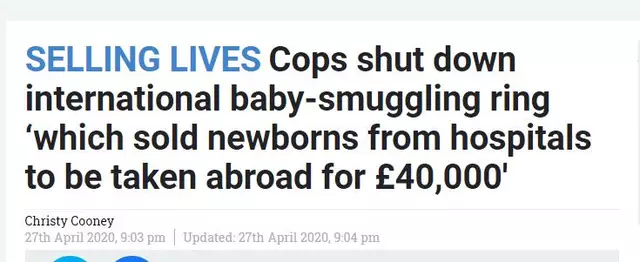 SELLING LIVES Cops shut down
international baby-smuggling ring
‘which sold newborns from hospitals
to be taken abroad for £40,000'
Christy Cooney
27th April 2020, 9:03 pm | Updated: 27th April 2020, 9:04 pm